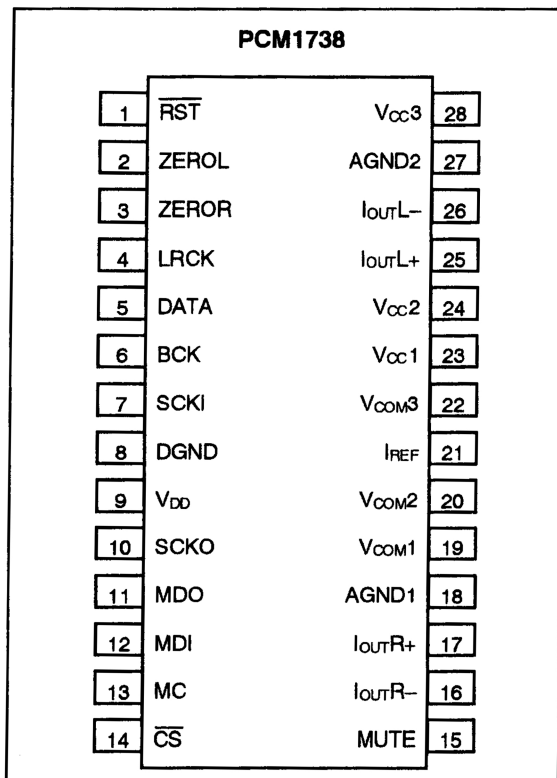 PCM1738
1 R̅S̅T̅ VCC3 28
2 ZEROL AGND2 27
3 ZEROR IOUTL– 26
4 LRCK IOUTL+ 25
5 DATA VCC2 24
6 BCK VCC1 23
7 SCKI VCOM3 22
8 DGND IREF 21
9 VDD VCOM2 20
10 SCKO VCOM1 19
11 MDO AGND1 18
12 MDI IOUTR+ 17
13 MC IOUTR– 16
14 C̅S̅ MUTE 15